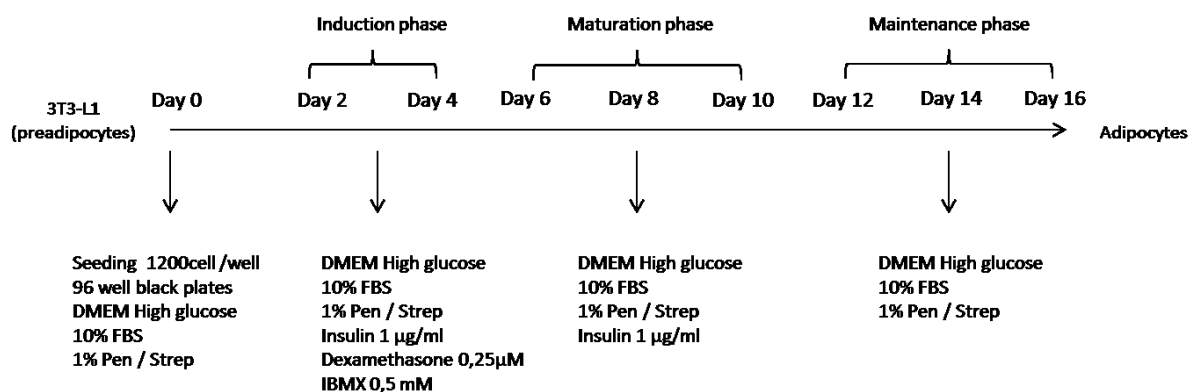 Induction phase
Maturation phase
Maintenance phase
3T3-L1
(preadipocytes)
Day 0
Day 2
Day 4
Day 6
Day 8
Day 10
Day 12
Day 14
Day 16
Adipocytes
Seeding 1200cell/well
96 well black plates
DMEM High glucose
10% FBS
1% Pen / Strep
DMEM High glucose
10% FBS
1% Pen / Strep
Insulin 1 µg/ml
Dexamethasone 0,25µM
IBMX 0,5 mM
DMEM High glucose
10% FBS
1% Pen / Strep
Insulin 1 µg/ml
DMEM High glucose
10% FBS
1% Pen / Strep